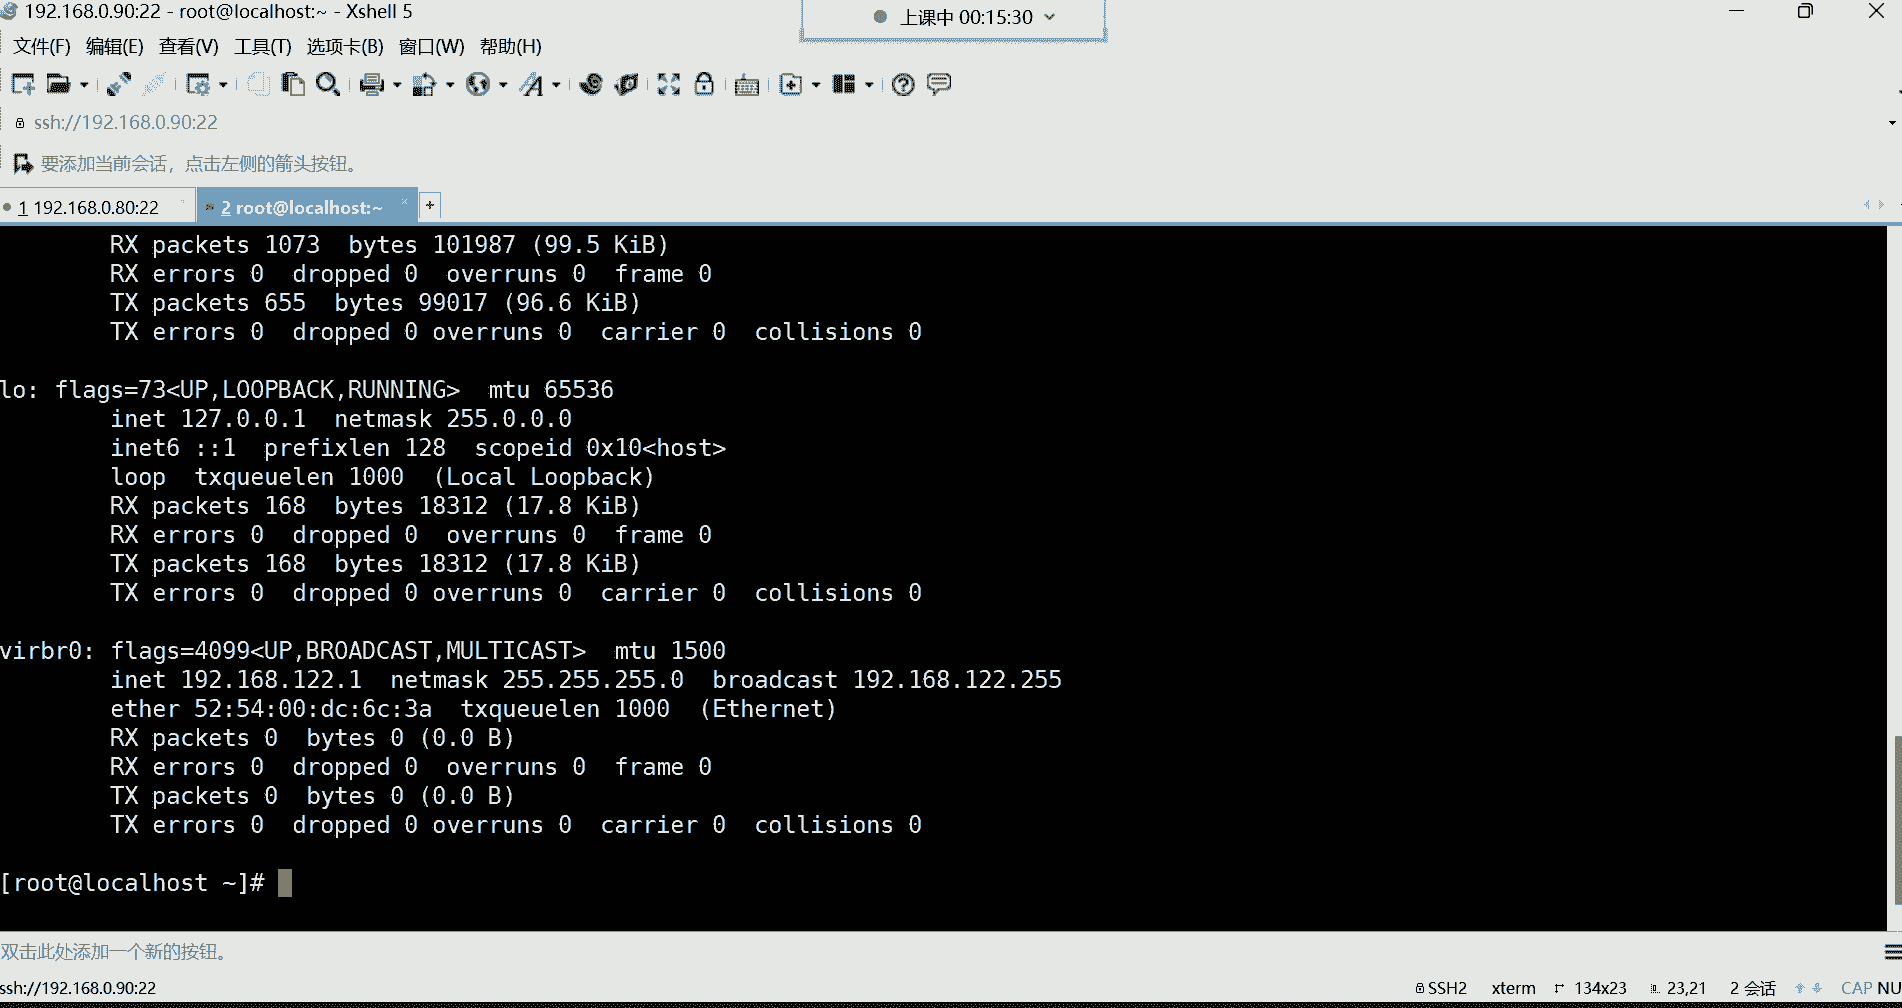 192.168.0.90:22 - root@localhost:~ - Xshell 5
上课中 00:15:30
文件(F) 编辑(E) 查看(V) 工具(T) 选项卡(B) 窗口(W) 帮助(H)
ssh://192.168.0.90:22
要添加当前会话，点击左侧的箭头按钮。
1 192.168.0.80:22
2 root@localhost:~
RX packets 1073  bytes 101987 (99.5 KiB)
RX errors 0  dropped 0  overruns 0  frame 0
TX packets 655  bytes 99017 (96.6 KiB)
TX errors 0  dropped 0 overruns 0  carrier 0  collisions 0
lo: flags=73<UP,LOOPBACK,RUNNING>  mtu 65536
inet 127.0.0.1  netmask 255.0.0.0
inet6 ::1  prefixlen 128  scopeid 0x10<host>
loop  txqueuelen 1000  (Local Loopback)
RX packets 168  bytes 18312 (17.8 KiB)
RX errors 0  dropped 0  overruns 0  frame 0
TX packets 168  bytes 18312 (17.8 KiB)
TX errors 0  dropped 0 overruns 0  carrier 0  collisions 0
virbr0: flags=4099<UP,BROADCAST,MULTICAST>  mtu 1500
inet 192.168.122.1  netmask 255.255.255.0  broadcast 192.168.122.255
ether 52:54:00:dc:6c:3a  txqueuelen 1000  (Ethernet)
RX packets 0  bytes 0 (0.0 B)
RX errors 0  dropped 0  overruns 0  frame 0
TX packets 0  bytes 0 (0.0 B)
TX errors 0  dropped 0 overruns 0  carrier 0  collisions 0
[root@localhost ~]#
双击此处添加一个新的按钮。
ssh://192.168.0.90:22
SSH2 xterm 134x23 23,21 2 会话 CAP NU